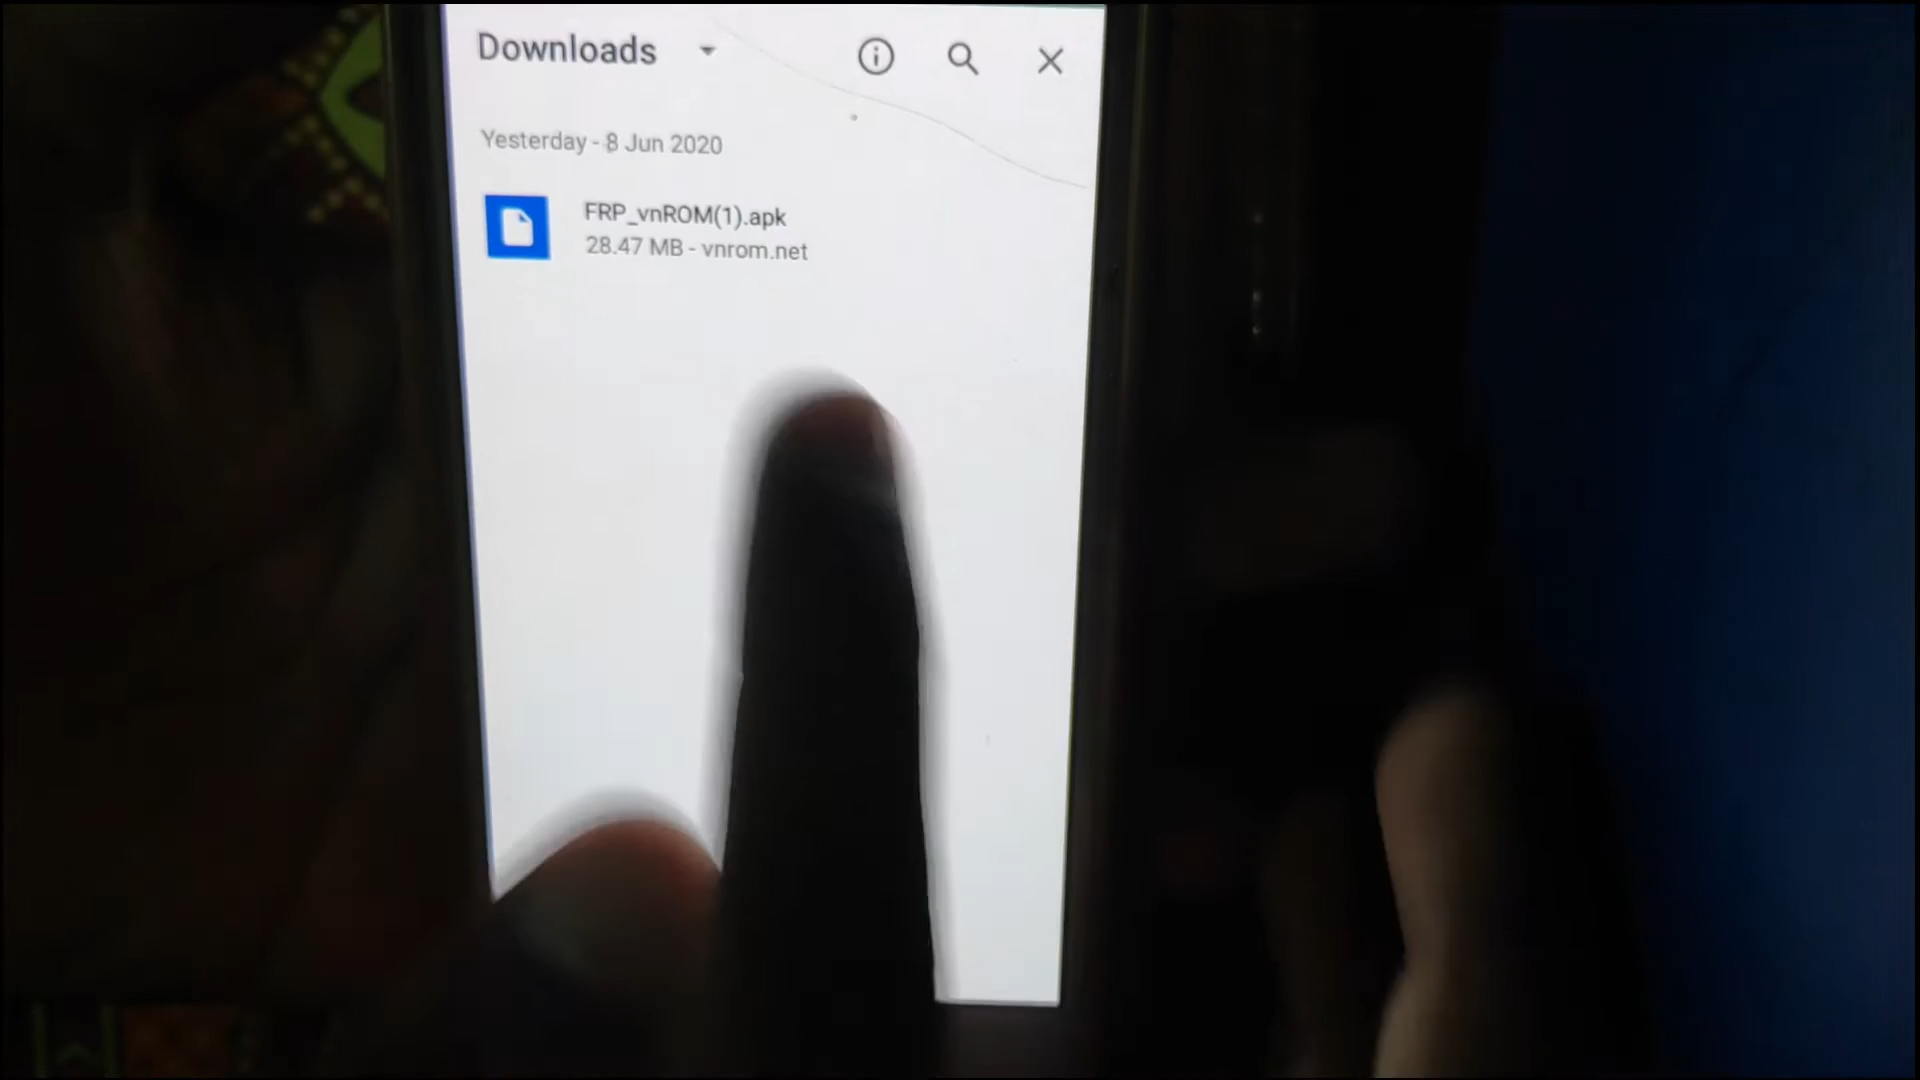 Downloads
Yesterday - 8 Jun 2020
FRP_vnROM(1).apk
28.47 MB - vnrom.net